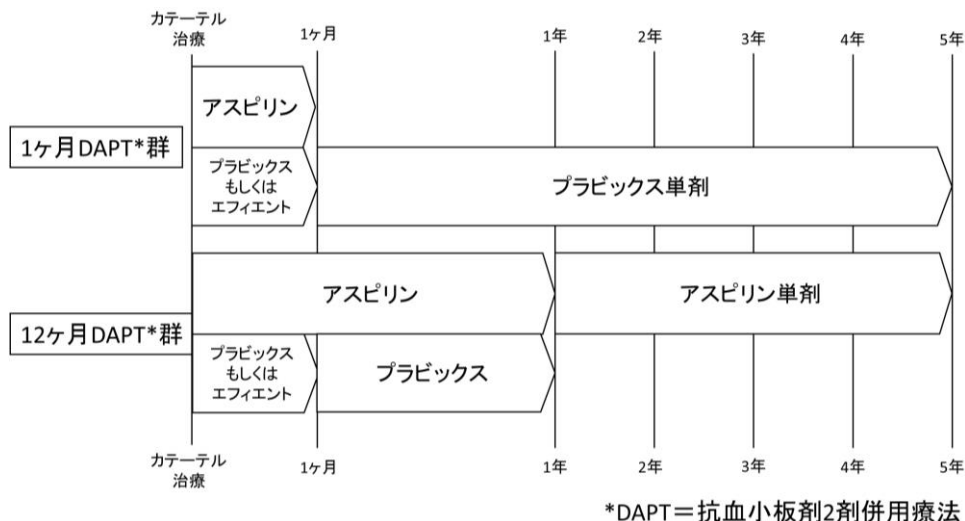 カテーテル
治療
1ヶ月
1年
2年
3年
4年
5年
アスピリン
1ヶ月DAPT*群
プラビックス
もしくは
エフィエント
プラビックス単剤
アスピリン
アスピリン単剤
12ヶ月DAPT*群
プラビックス
もしくは
エフィエント
プラビックス
カテーテル
治療
1ヶ月
1年
2年
3年
4年
5年
*DAPT＝抗血小板剤2剤併用療法